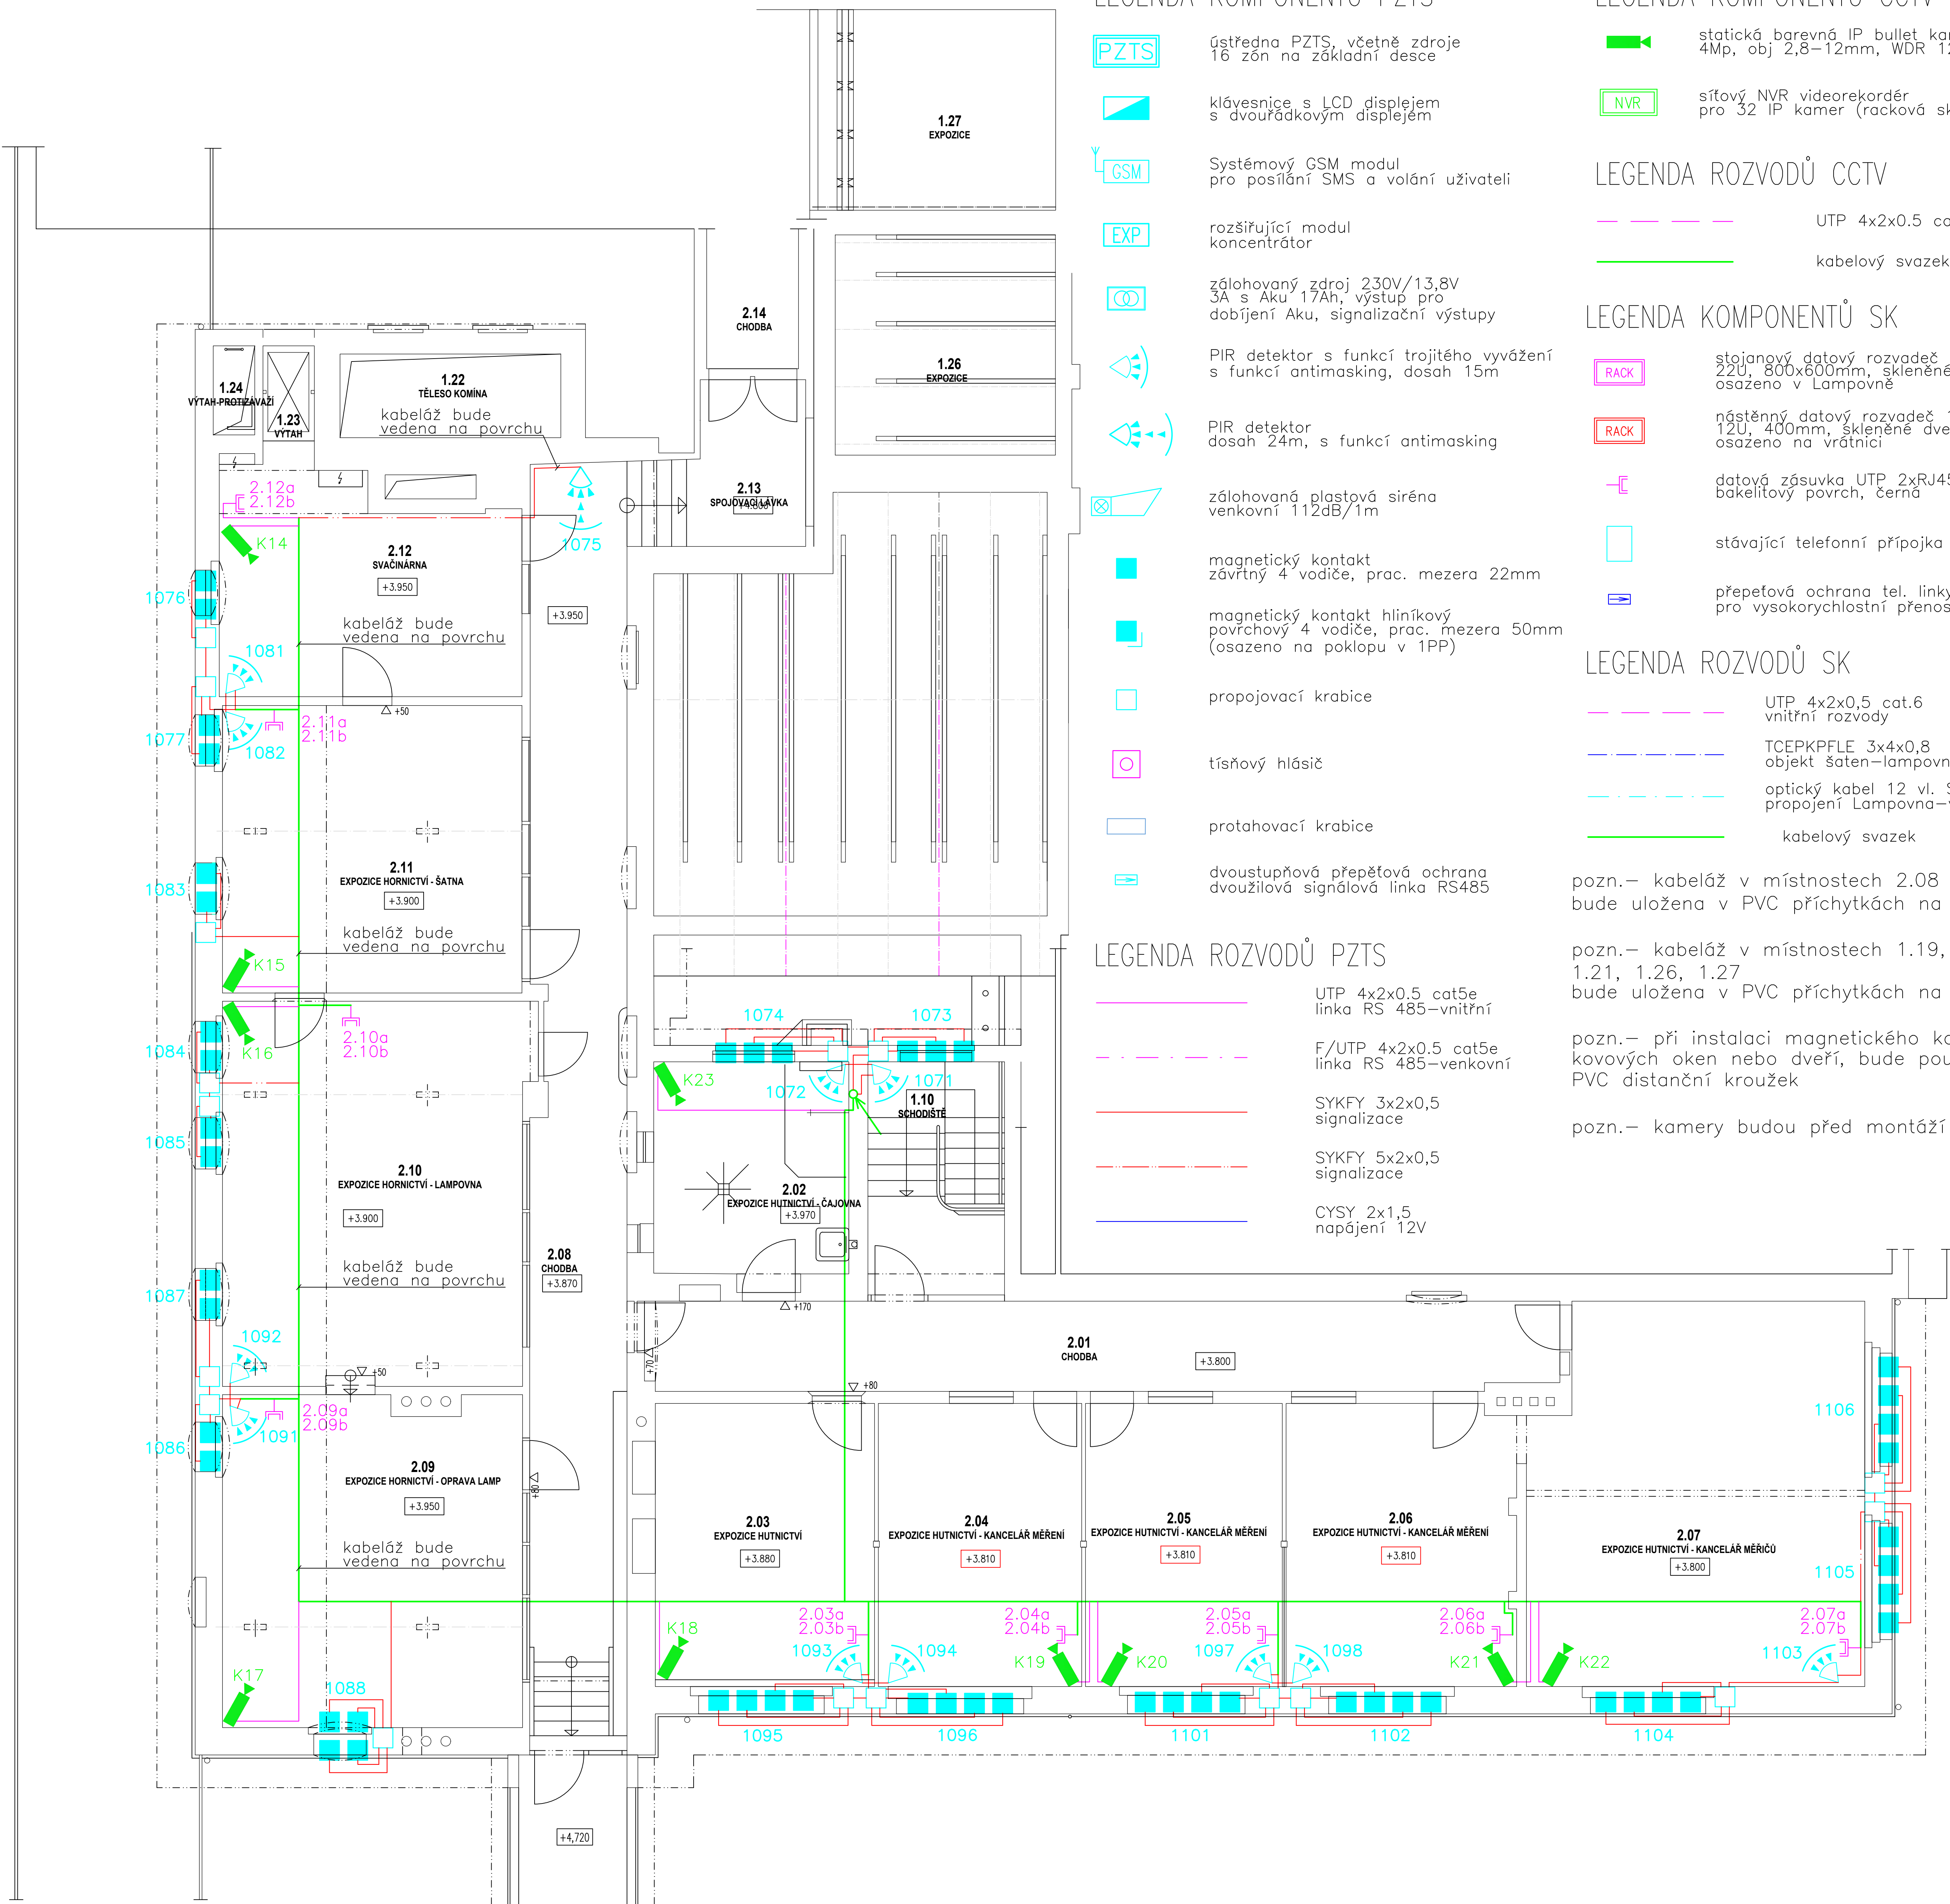 LEGENDA KOMPONENTŮ PZTS
PZTS
ústředna PZTS, včetně zdroje
16 zón na základní desce
klávesnice s LCD displejem
s dvouřádkovým displejem
GSM
Systémový GSM modul
pro posílání SMS a volání uživateli
EXP
rozšiřující modul
koncentrátor
zálohovaný zdroj 230V/13,8V
3A s Aku 17Ah, výstup pro
dobíjení Aku, signalizační výstupy
PIR detektor s funkcí trojitého vyvážení
s funkcí antimasking, dosah 15m
PIR detektor
dosah 24m, s funkcí antimasking
zálohovaná plastová siréna
venkovní 112dB/1m
magnetický kontakt
závrtný 4 vodiče, prac. mezera 22mm
magnetický kontakt hliníkový
povrchový 4 vodiče, prac. mezera 50mm
(osazeno na poklopu v 1PP)
propojovací krabice
tísňový hlásič
protahovací krabice
dvoustupňová přepěťová ochrana
dvoužilová signálová linka RS485
LEGENDA ROZVODŮ PZTS
UTP 4x2x0.5 cat5e
linka RS 485-vnitřní
F/UTP 4x2x0.5 cat5e
linka RS 485-venkovní
SYKFY 3x2x0,5
signalizace
SYKFY 5x2x0,5
signalizace
CYSY 2x1,5
napájení 12V
LEGENDA KOMPONENTŮ CCTV
statická barevná IP bullet
4Mp, obj 2,8-12mm, WDR
NVR
síťový NVR videorekordér
pro 32 IP kamer (racková
LEGENDA ROZVODŮ CCTV
UTP 4x2x0.5
kabelový svazek
LEGENDA KOMPONENTŮ SK
RACK
stojanový datový rozvaděč
22U, 800x600mm, skleněné
osazeno v Lampovně
RACK
nástěnný datový rozvaděč
12U, 400mm, skleněné
osazeno na vrátnici
datová zásuvka UTP 2xRJ45
bakelitový povrch, černá
stávající telefonní přípojka
přepeťová ochrana tel. linky
pro vysokorychlostní přenos
LEGENDA ROZVODŮ SK
UTP 4x2x0,5 cat.6
vnitřní rozvody
TCEPKPFLE 3x4x0,8
objekt šaten-lampovn
optický kabel 12 vl.
propojení Lampovna-
kabelový svazek
pozn.- kabeláž v místnostech 2.08
bude uložena v PVC příchytkách na
pozn.- kabeláž v místnostech 1.19,
1.21, 1.26, 1.27
bude uložena v PVC příchytkách na
pozn.- při instalaci magnetického
kovových oken nebo dveří, bude
PVC distanční kroužek
pozn.- kamery budou před montáží
1.27
EXPOZICE
2.14
CHODBA
1.26
EXPOZICE
1.24
VÝTAH-PROTIZÁVAŽÍ
1.23
VÝTAH
1.22
TĚLESO KOMÍNA
kabeláž bude
vedena na povrchu
2.13
SPOJOVACÍ LÁVKA
2.12a
2.12b
K14
1075
2.12
SVAČINÁRNA
+3.950
+3.950
1076
kabeláž bude
vedena na povrchu
1081
+50
2.11a
2.11b
1077
1082
2.11
EXPOZICE HORNICTVÍ - ŠATNA
+3.900
1083
kabeláž bude
vedena na povrchu
K15
K16
2.10a
2.10b
1084
1085
2.10
EXPOZICE HORNICTVÍ - LAMPOVNA
+3.900
1074
1073
1072
1071
K23
1.10
SCHODIŠTĚ
2.02
EXPOZICE HUTNICTVÍ - ČAJOVNA
+3.970
2.08
CHODBA
+3.870
kabeláž bude
vedena na povrchu
1087
1092
+50
+170
+70
2.01
CHODBA
+3.800
+80
2.09a
2.09b
1091
1086
2.09
EXPOZICE HORNICTVÍ - OPRAVA LAMP
+3.950
+80
kabeláž bude
vedena na povrchu
K17
1088
2.03
EXPOZICE HUTNICTVÍ
+3.880
2.04
EXPOZICE HUTNICTVÍ - KANCELÁŘ MĚŘENÍ
+3.810
2.05
EXPOZICE HUTNICTVÍ - KANCELÁŘ MĚŘENÍ
+3.810
2.06
EXPOZICE HUTNICTVÍ - KANCELÁŘ MĚŘENÍ
+3.810
2.07
EXPOZICE HUTNICTVÍ - KANCELÁŘ MĚŘIČŮ
+3.800
1106
1105
K18
2.03a
2.03b
1093
1094
2.04a
2.04b
K19
K20
2.05a
2.05b
1097
1098
2.06a
2.06b
K21
K22
2.07a
2.07b
1103
1095
1096
1101
1102
1104
+4,720